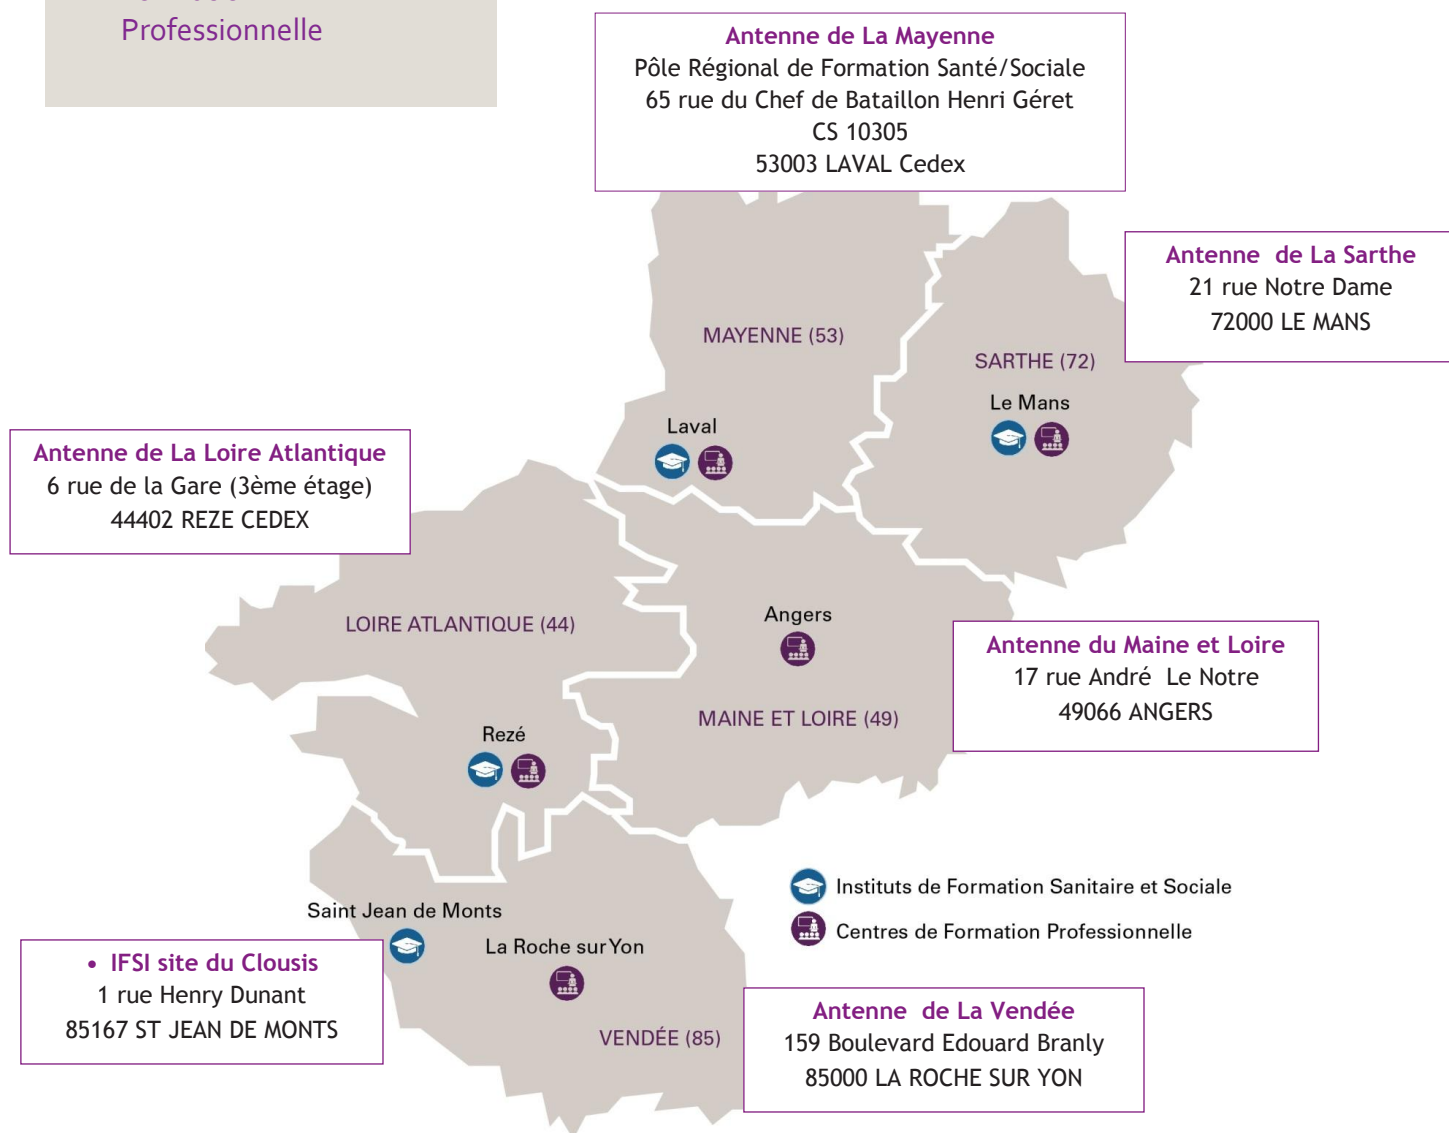 Professionnelle
Antenne de La Mayenne
Pôle Régional de Formation Santé/Sociale
65 rue du Chef de Bataillon Henri Géret
CS 10305
53003 LAVAL Cedex
Antenne de La Sarthe
21 rue Notre Dame
72000 LE MANS
MAYENNE (53)
SARTHE (72)
Le Mans
Laval
Antenne de La Loire Atlantique
6 rue de la Gare (3ème étage)
44402 REZE CEDEX
LOIRE ATLANTIQUE (44)
Angers
Antenne du Maine et Loire
17 rue André Le Notre
49066 ANGERS
MAINE ET LOIRE (49)
Rezé
Instituts de Formation Sanitaire et Sociale
Centres de Formation Professionnelle
Saint Jean de Monts
La Roche sur Yon
• IFSI site du Clousis
1 rue Henry Dunant
85167 ST JEAN DE MONTS
VENDÉE (85)
Antenne de La Vendée
159 Boulevard Edouard Branly
85000 LA ROCHE SUR YON